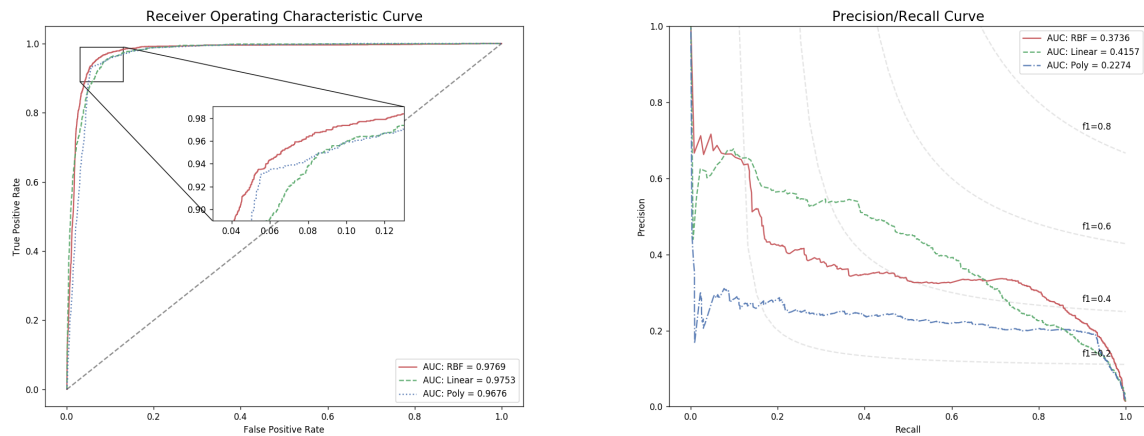 Receiver Operating Characteristic Curve
True Positive Rate
1.0
0.8
0.6
0.4
0.2
0.0
0.98
0.96
0.94
0.92
0.90
0.04
0.06
0.08
0.10
0.12
AUC: RBF = 0.9769
AUC: Linear = 0.9753
AUC: Poly = 0.9676
0.0
0.2
0.4
0.6
0.8
1.0
False Positive Rate
Precision/Recall Curve
Precision
1.0
0.8
0.6
0.4
0.2
0.0
AUC: RBF = 0.3736
AUC: Linear = 0.4157
AUC: Poly = 0.2274
f1=0.8
f1=0.6
f1=0.4
f1=0.2
0.0
0.2
0.4
0.6
0.8
1.0
Recall